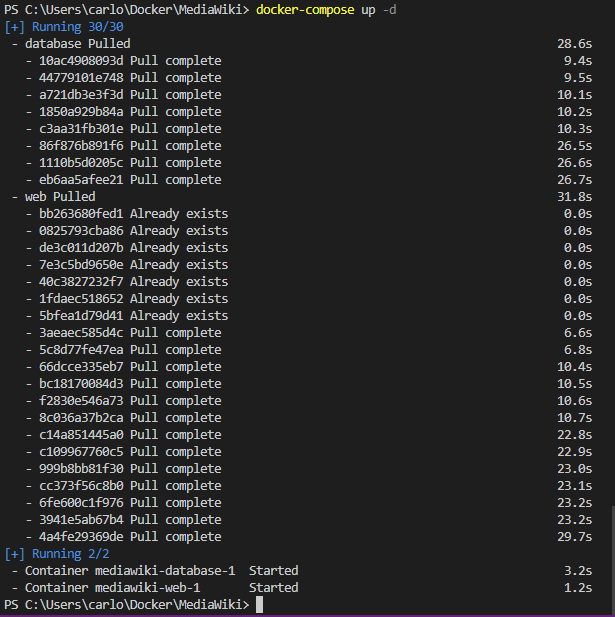 PS C:\Users\carlo\Docker\MediaWiki> docker-compose up -d
[+] Running 30/30
- database Pulled 28.6s
- 10ac4908093d Pull complete 9.4s
- 44779101e748 Pull complete 9.5s
- a721db3e3f3d Pull complete 10.1s
- 1850a929b84a Pull complete 10.2s
- c3aa31fb301e Pull complete 10.3s
- 86f876b891f6 Pull complete 26.5s
- 1110b5d0205c Pull complete 26.6s
- eb6aa5afee21 Pull complete 26.7s
- web Pulled 31.8s
- bb263680fed1 Already exists 0.0s
- 0825793cba86 Already exists 0.0s
- de3c011d207b Already exists 0.0s
- 7e3c5bd9650e Already exists 0.0s
- 40c3827232f7 Already exists 0.0s
- 1fdaec518652 Already exists 0.0s
- 5bfea1d79d41 Already exists 0.0s
- 3aeaec585d4c Pull complete 6.6s
- 5c8d77fe47ea Pull complete 6.8s
- 66dcce335eb7 Pull complete 10.4s
- bc18170084d3 Pull complete 10.5s
- f2830e546a73 Pull complete 10.6s
- 8c036a37b2ca Pull complete 10.7s
- c14a851445a0 Pull complete 22.8s
- c109967760c5 Pull complete 22.9s
- 999b8bb81f30 Pull complete 23.0s
- cc373f56c8b0 Pull complete 23.1s
- 6fe600c1f976 Pull complete 23.2s
- 3941e5ab67b4 Pull complete 23.2s
- 4a4fe29369de Pull complete 29.7s
[+] Running 2/2
- Container mediawiki-database-1 Started 3.2s
- Container mediawiki-web-1 Started 1.2s
PS C:\Users\carlo\Docker\MediaWiki>